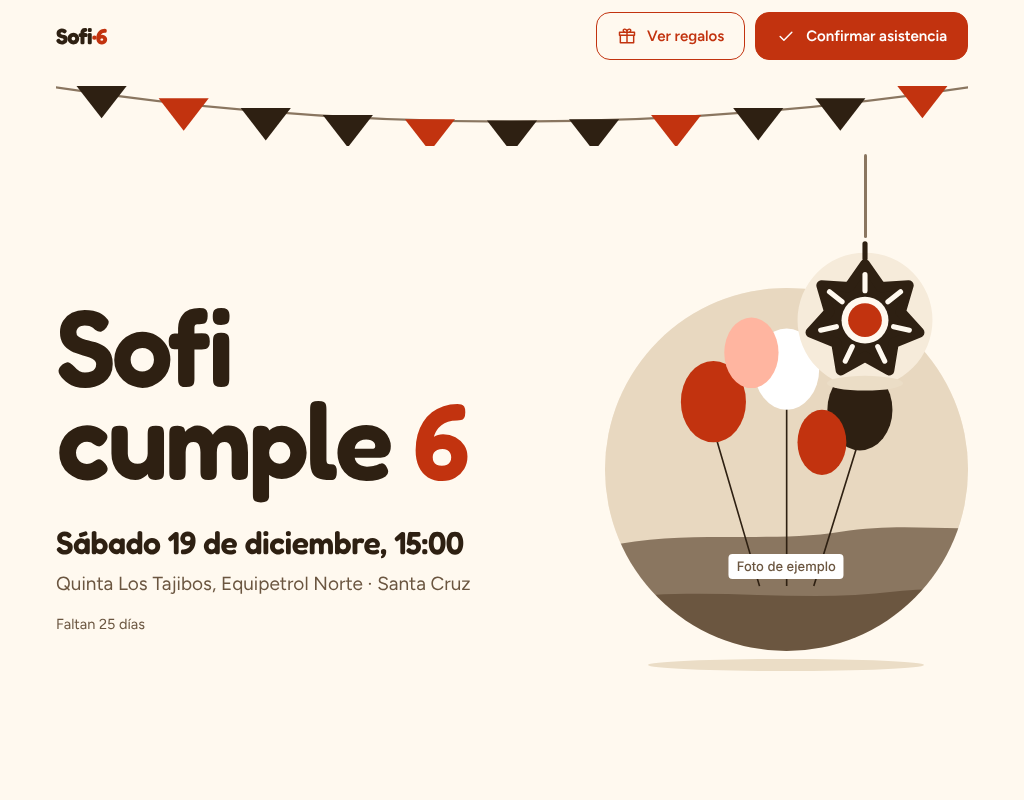 Sofi·6
Ver regalos
Confirmar asistencia
Sofi
cumple 6
Sábado 19 de diciembre, 15:00
Quinta Los Tajibos, Equipetrol Norte · Santa Cruz
Faltan 25 días
Foto de ejemplo